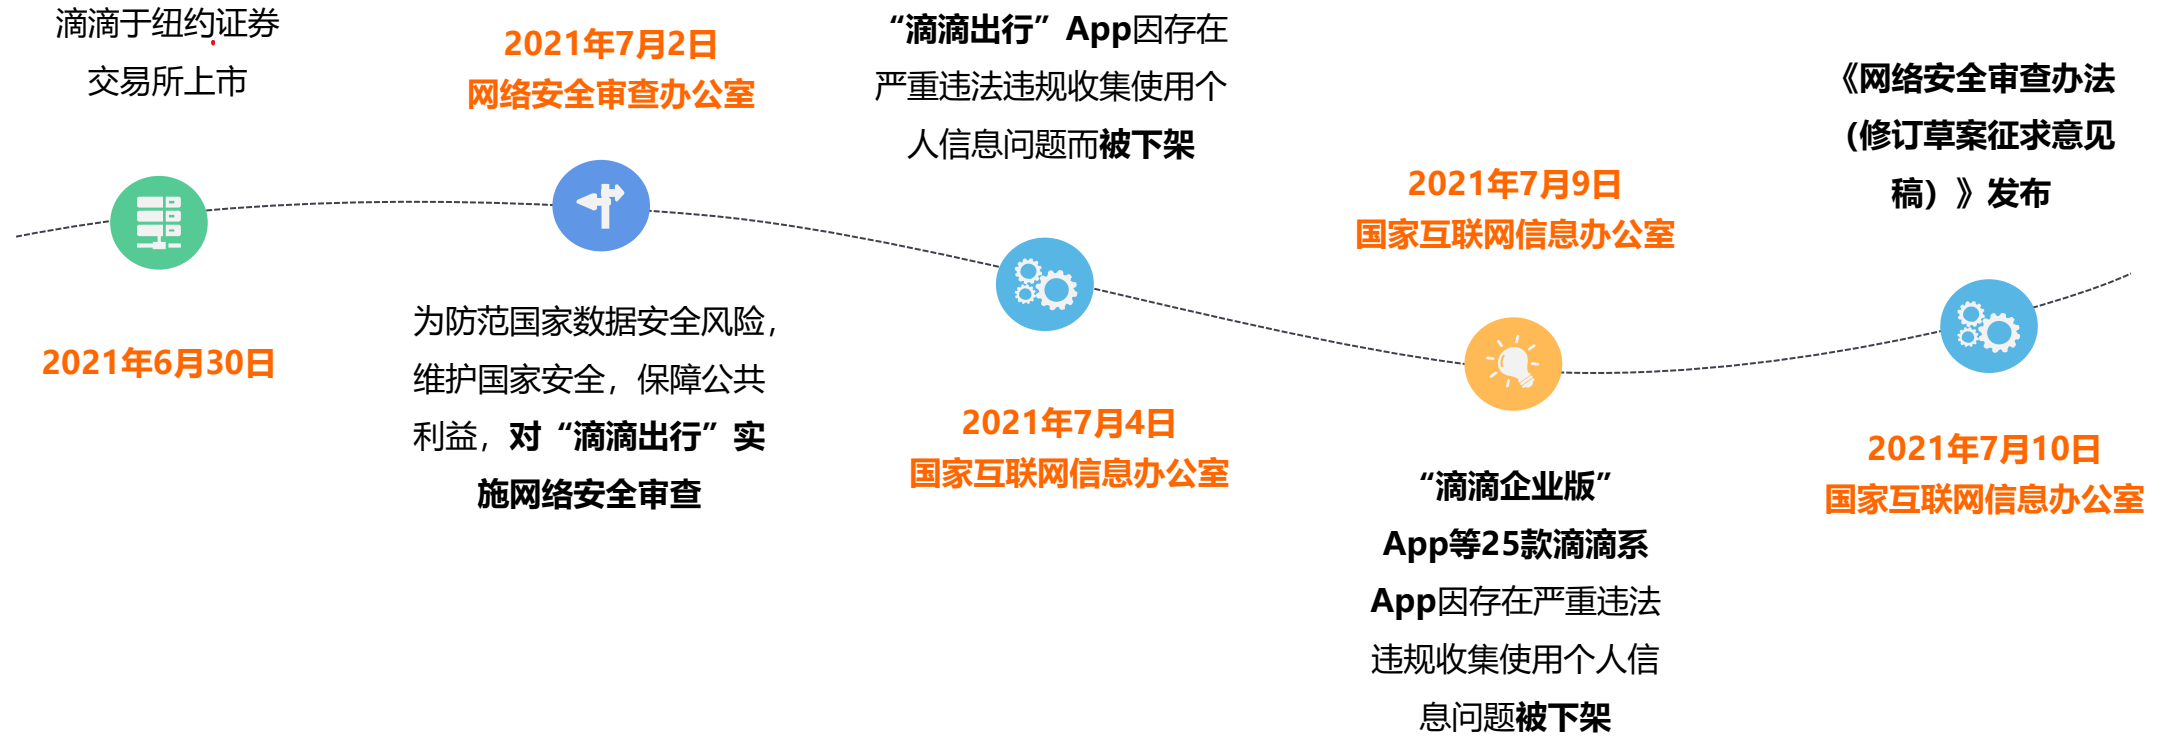 滴滴于纽约证券
交易所上市
2021年6月30日
2021年7月2日
网络安全审查办公室
为防范国家数据安全风险，
维护国家安全，保障公共
利益，对“滴滴出行”实
施网络安全审查
“滴滴出行”App因存在
严重违法违规收集使用个
人信息问题而被下架
2021年7月4日
国家互联网信息办公室
2021年7月9日
国家互联网信息办公室
“滴滴企业版”
App等25款滴滴系
App因存在严重违法
违规收集使用个人信
息问题被下架
《网络安全审查办法
（修订草案征求意见
稿）》发布
2021年7月10日
国家互联网信息办公室